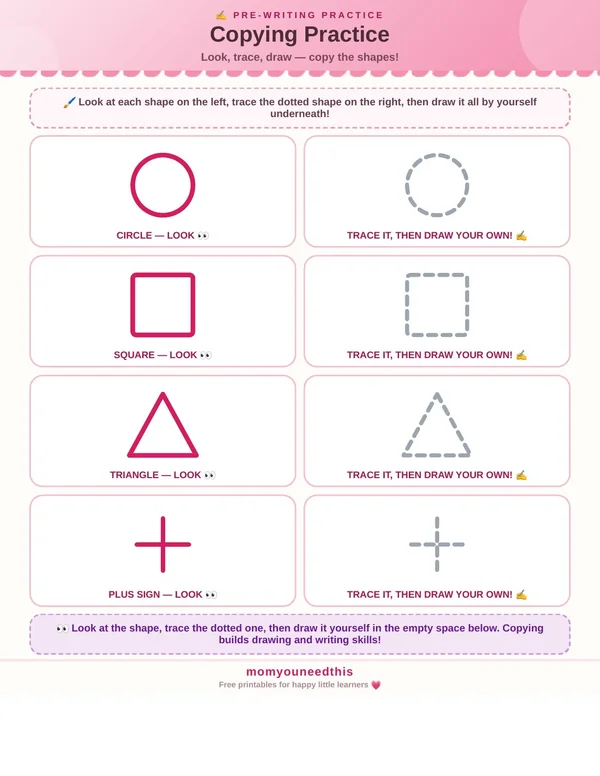 ✍️ PRE-WRITING PRACTICE
Copying Practice
Look, trace, draw — copy the shapes!
🖌️ Look at each shape on the left, trace the dotted shape on the right, then draw it all by yourself
underneath!
CIRCLE — LOOK 👀
TRACE IT, THEN DRAW YOUR OWN! ✍️
SQUARE — LOOK 👀
TRACE IT, THEN DRAW YOUR OWN! ✍️
TRIANGLE — LOOK 👀
TRACE IT, THEN DRAW YOUR OWN! ✍️
PLUS SIGN — LOOK 👀
TRACE IT, THEN DRAW YOUR OWN! ✍️
👀 Look at the shape, trace the dotted one, then draw it yourself in the empty space below. Copying
builds drawing and writing skills!
momyouneedthis
Free printables for happy little learners 💗